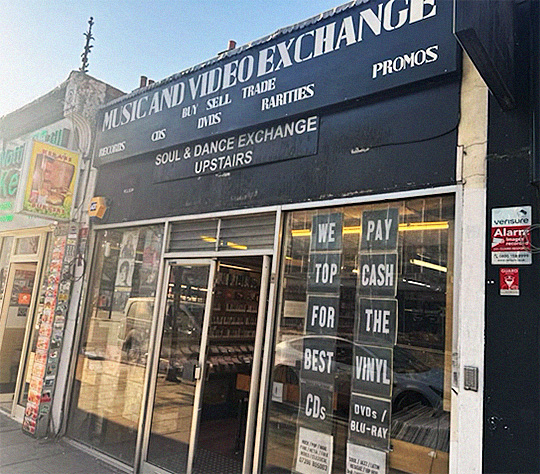 MUSIC AND VIDEO EXCHANGE
BUY SELL TRADE
RECORDS CDS DVDS RARITIES PROMOS
SOUL & DANCE EXCHANGE
UPSTAIRS
WE PAY
TOP CASH
FOR THE
BEST VINYL
CDs DVDs /
BLU-RAY
verisure
Alarm